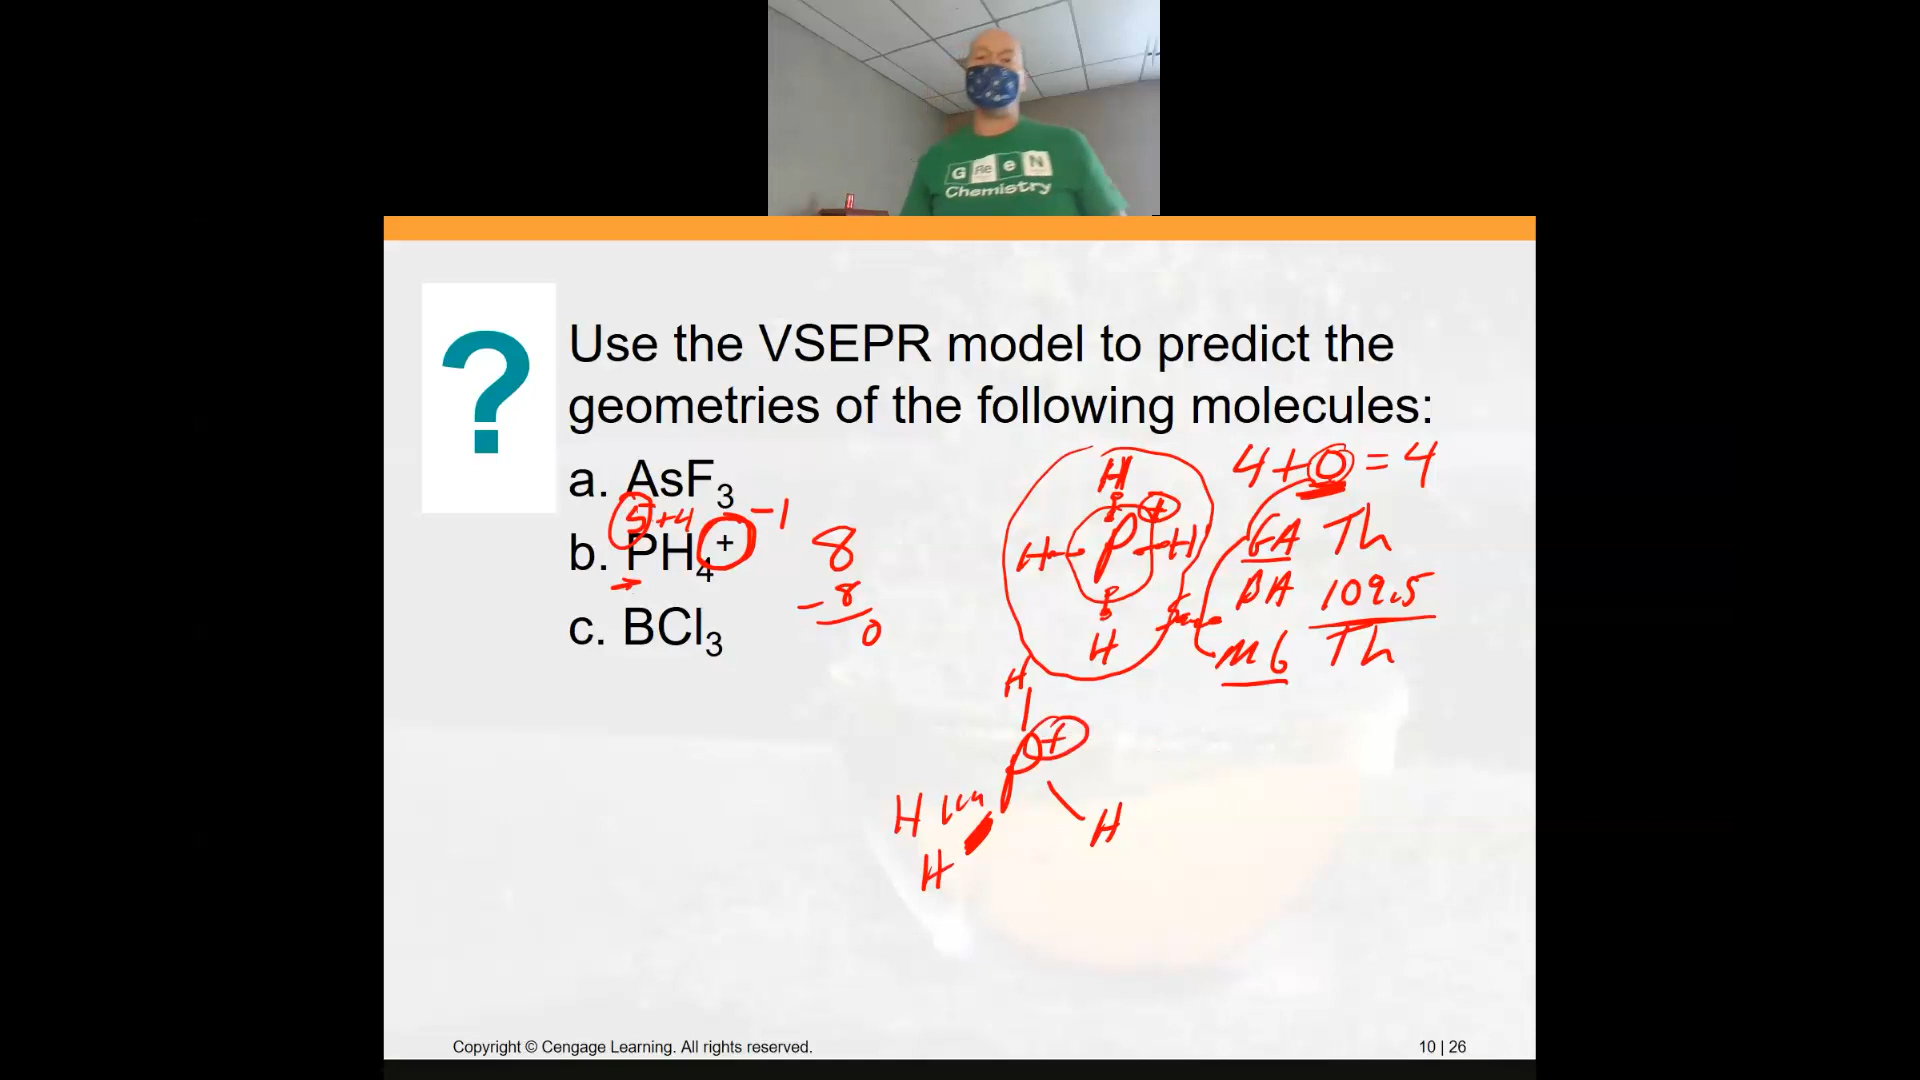 G Re e N
Chemistry
?
Use the VSEPR model to predict the
geometries of the following molecules:
a. AsF₃
5+4 -1
b. PH₄⁺
c. BCl₃
8
-8
0
H
H P + H
H
4+0=4
EA Th
BA 109.5
MG Th
H
P +
H H
H
Copyright © Cengage Learning. All rights reserved.
10 | 26